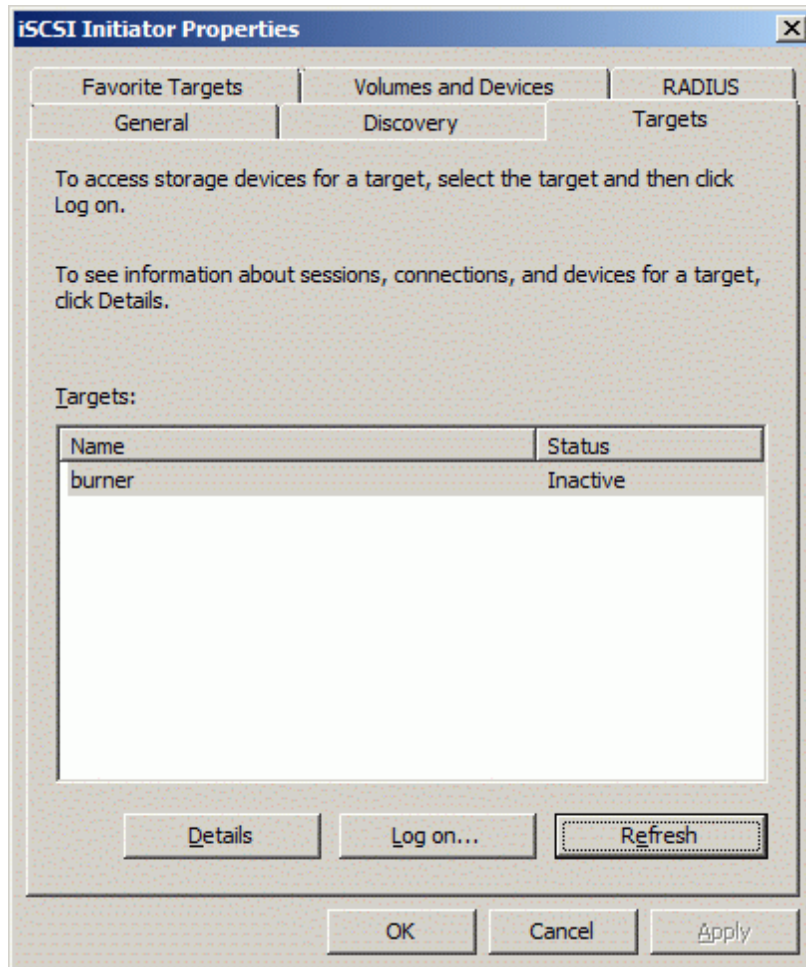 iSCSI Initiator Properties
Favorite Targets Volumes and Devices RADIUS
General Discovery Targets
To access storage devices for a target, select the target and then click
Log on.
To see information about sessions, connections, and devices for a target,
click Details.
Targets:
Name Status
burner Inactive
Details Log on... Refresh
OK Cancel Apply